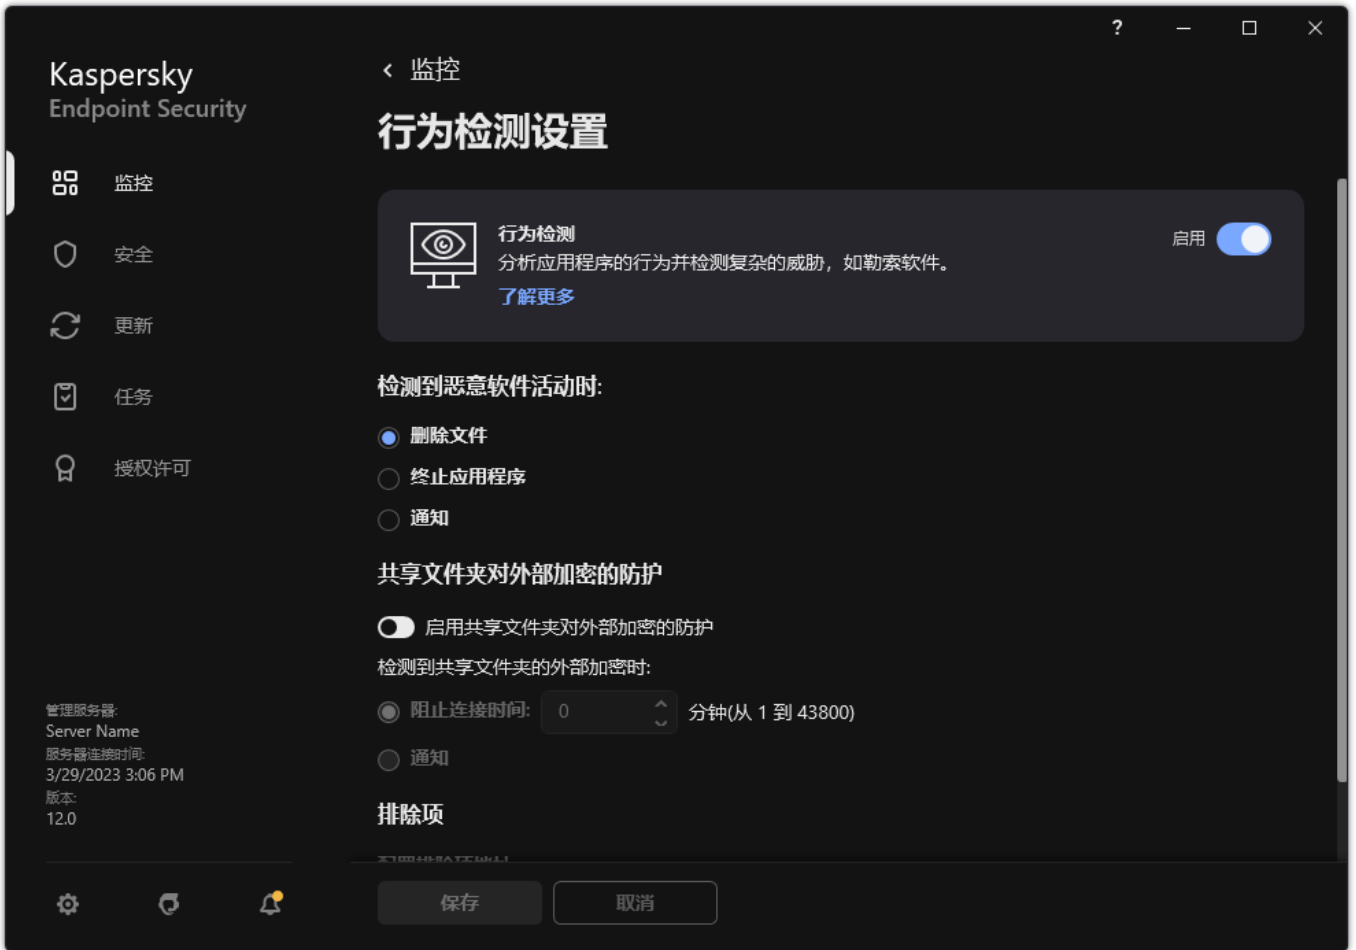 ?
Kaspersky
Endpoint Security
监控
安全
更新
任务
授权许可
管理服务器:
Server Name
服务器连接时间:
3/29/2023 3:06 PM
版本:
12.0
监控
行为检测设置
行为检测
分析应用程序的行为并检测复杂的威胁，如勒索软件。
了解更多
启用
检测到恶意软件活动时:
删除文件
终止应用程序
通知
共享文件夹对外部加密的防护
启用共享文件夹对外部加密的防护
检测到共享文件夹的外部加密时:
阻止连接时间: 0 分钟(从 1 到 43800)
通知
排除项
保存
取消